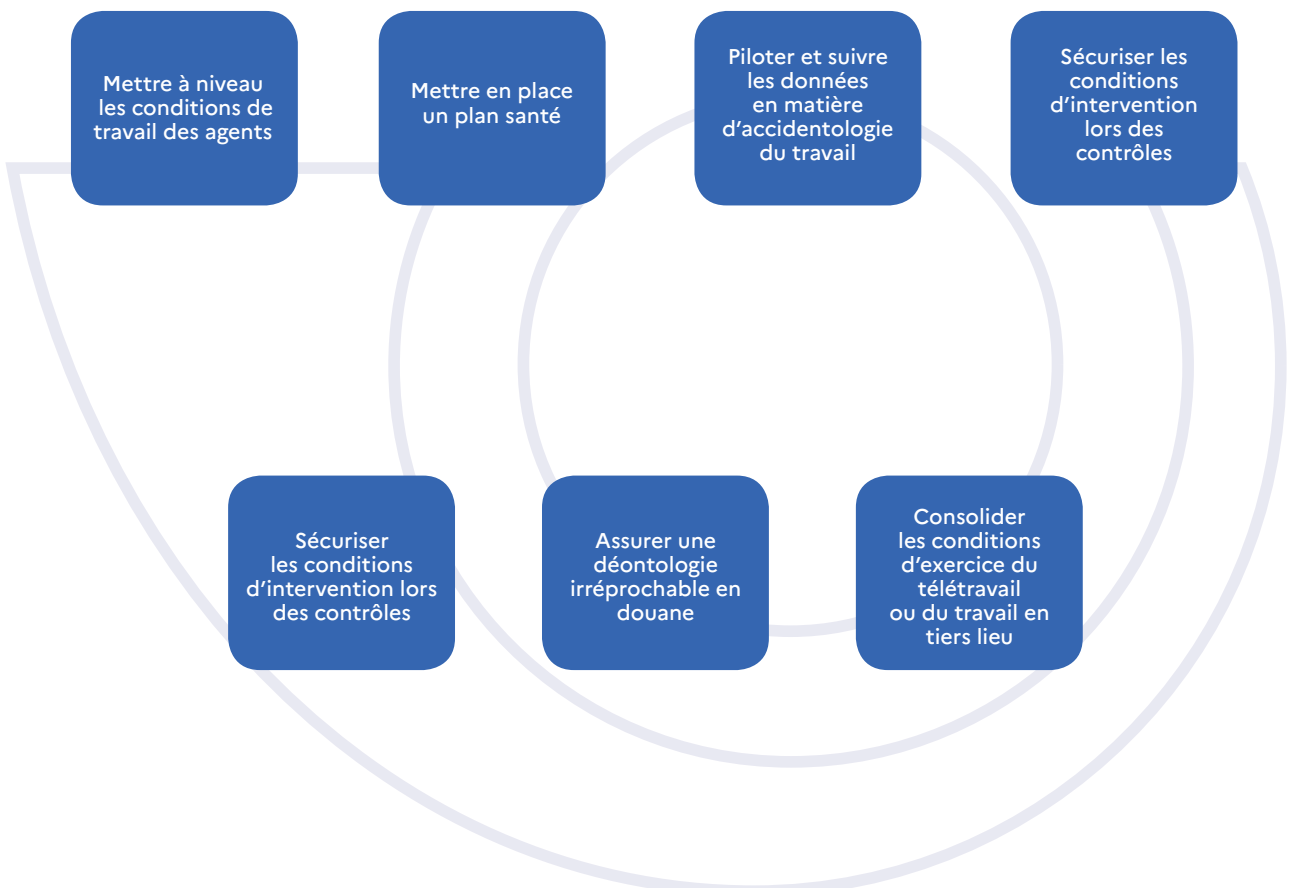 Mettre à niveau
les conditions de
travail des agents
Mettre en place
un plan santé
Piloter et suivre
les données
en matière
d'accidentologie
du travail
Sécuriser les
conditions
d'intervention
lors des
contrôles
Sécuriser
les conditions
d'intervention lors
des contrôles
Assurer une
déontologie
irréprochable en
douane
Consolider
les conditions
d'exercice du
télétravail
ou du travail en
tiers lieu